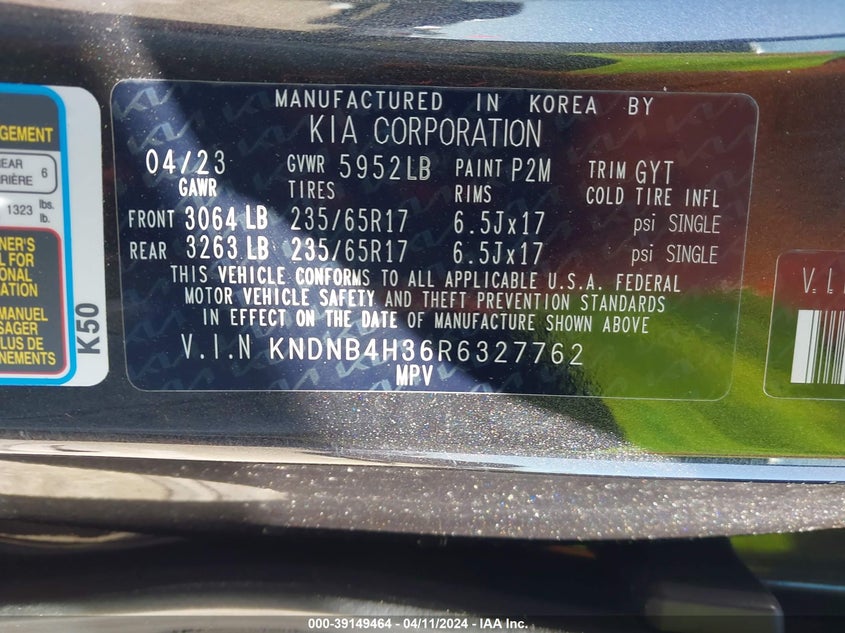 GEMENT
EAR
RIÈRE 6
1323 lbs.
lb.
NER'S
L FOR
ONAL
ATION
MANUEL
SAGER
PLUS
NEMENTS
K50
MANUFACTURED IN KOREA BY
KIA CORPORATION
04/23 GVWR 5952LB PAINT P2M TRIM GYT
GAWR TIRES RIMS COLD TIRE INFL
FRONT 3064 LB 235/65R17 6.5Jx17 psi SINGLE
REAR 3263 LB 235/65R17 6.5Jx17 psi SINGLE
THIS VEHICLE CONFORMS TO ALL APPLICABLE U.S.A. FEDERAL
MOTOR VEHICLE SAFETY AND THEFT PREVENTION STANDARDS
IN EFFECT ON THE DATE OF MANUFACTURE SHOWN ABOVE
V.I.N KNDNB4H36R6327762
MPV
V.I.
000-39149464 - 04/11/2024 - IAA Inc.